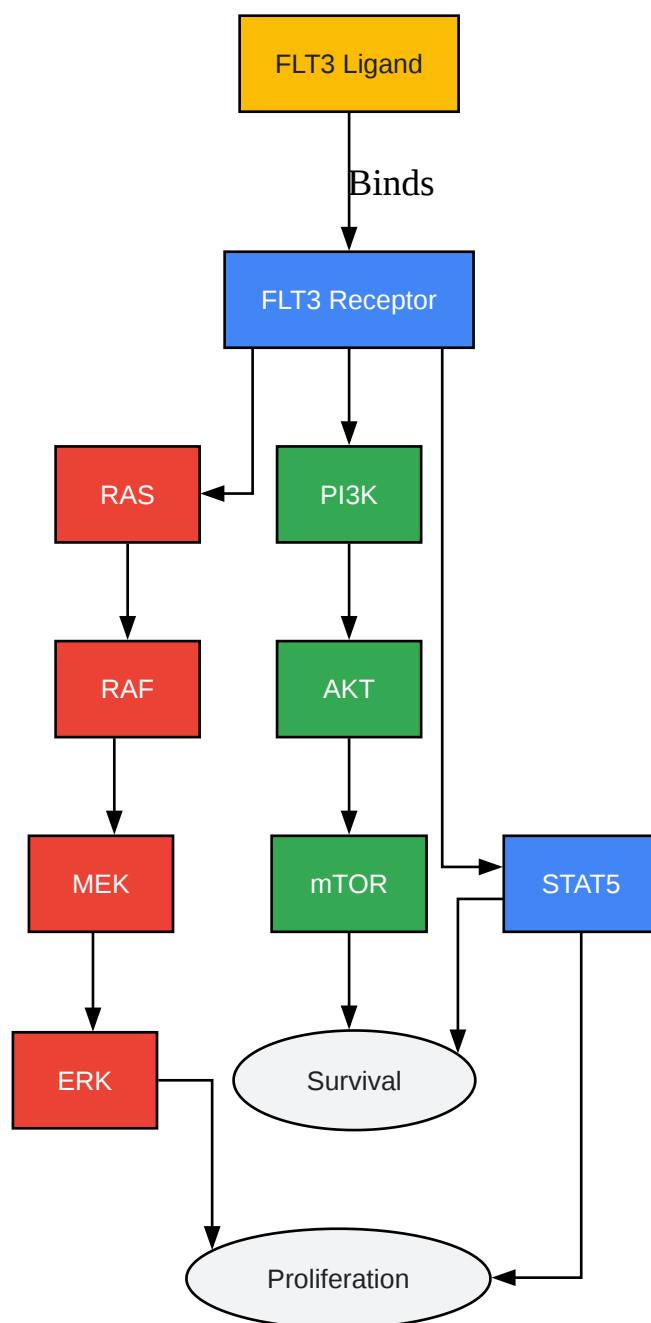 FLT3 Ligand
Binds
FLT3 Receptor
RAS
PI3K
RAF
AKT
MEK
mTOR
STAT5
ERK
Survival
Proliferation